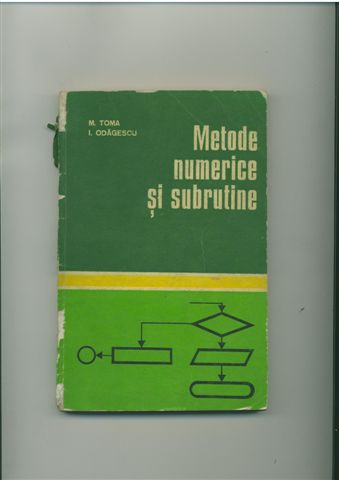 M. TOMA
I. ODĂGESCU
Metode
numerice
și subrutine